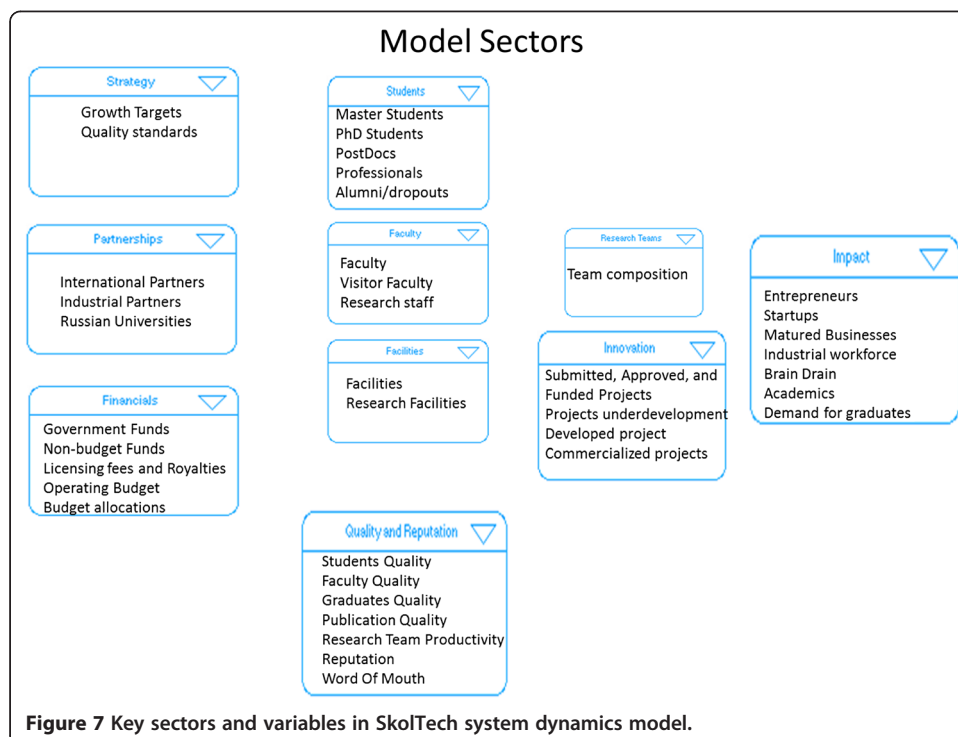 Model Sectors
Strategy
Growth Targets
Quality standards
Partnerships
International Partners
Industrial Partners
Russian Universities
Financials
Government Funds
Non-budget Funds
Licensing fees and Royalties
Operating Budget
Budget allocations
Students
Master Students
PhD Students
PostDocs
Professionals
Alumni/dropouts
Faculty
Faculty
Visitor Faculty
Research staff
Facilities
Facilities
Research Facilities
Quality and Reputation
Students Quality
Faculty Quality
Graduates Quality
Publication Quality
Research Team Productivity
Reputation
Word Of Mouth
Research Teams
Team composition
Innovation
Submitted, Approved, and
Funded Projects
Projects underdevelopment
Developed project
Commercialized projects
Impact
Entrepreneurs
Startups
Matured Businesses
Industrial workforce
Brain Drain
Academics
Demand for graduates
Figure 7 Key sectors and variables in SkolTech system dynamics model.